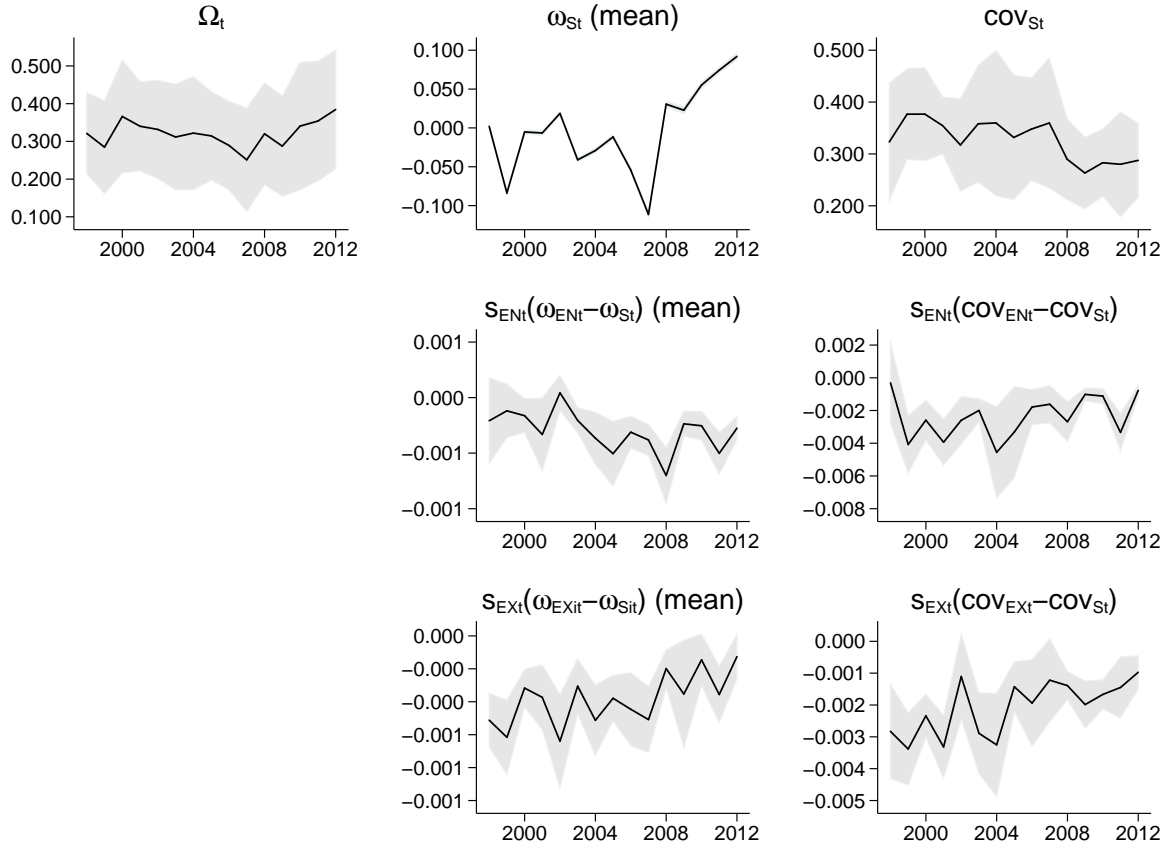 Ωt
0.500
0.400
0.300
0.200
0.100
2000 2004 2008 2012
ωSt (mean)
0.100
0.050
0.000
−0.050
−0.100
2000 2004 2008 2012
covSt
0.500
0.400
0.300
0.200
2000 2004 2008 2012
sENt(ωENt−ωSt) (mean)
0.001
0.000
−0.001
−0.001
2000 2004 2008 2012
sENt(covENt−covSt)
0.002
0.000
−0.002
−0.004
−0.006
−0.008
2000 2004 2008 2012
sEXt(ωEXit−ωSit) (mean)
0.000
−0.000
−0.000
−0.001
−0.001
−0.001
2000 2004 2008 2012
sEXt(covEXt−covSt)
0.000
−0.001
−0.002
−0.003
−0.004
−0.005
2000 2004 2008 2012